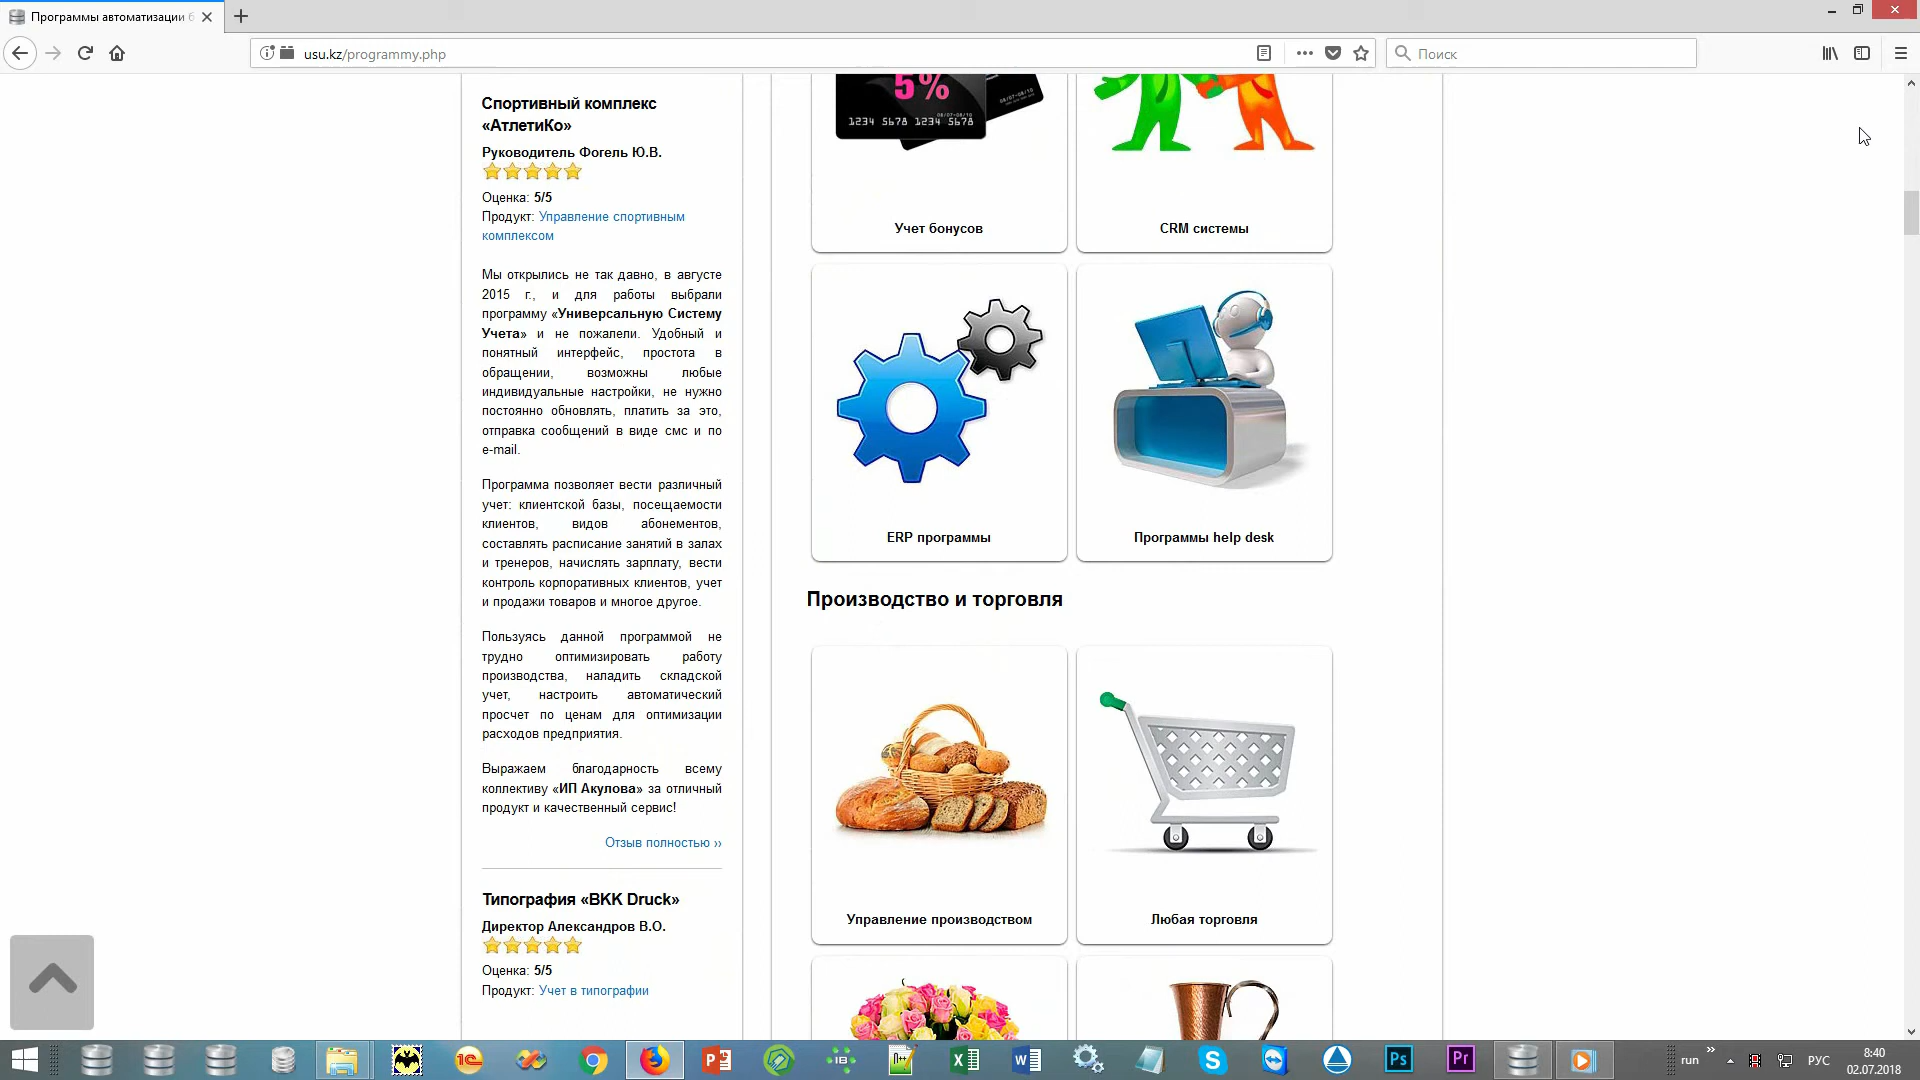 Программы автоматизации б
usu.kz/programmy.php
Поиск
Спортивный комплекс
«АтлетиКо»
Руководитель Фогель Ю.В.
Оценка: 5/5
Продукт: Управление спортивным
комплексом
Мы открылись не так давно, в августе
2015 г., и для работы выбрали
программу «Универсальную Систему
Учета» и не пожалели. Удобный и
понятный интерфейс, простота в
обращении, возможны любые
индивидуальные настройки, не нужно
постоянно обновлять, платить за это,
отправка сообщений в виде смс и по
e-mail.
Программа позволяет вести различный
учет: клиентской базы, посещаемости
клиентов, видов абонементов,
составлять расписание занятий в залах
и тренеров, начислять зарплату, вести
контроль корпоративных клиентов, учет
и продажи товаров и многое другое.
Пользуясь данной программой не
трудно оптимизировать работу
производства, наладить складской
учет, настроить автоматический
просчет по ценам для оптимизации
расходов предприятия.
Выражаем благодарность всему
коллективу «ИП Акулова» за отличный
продукт и качественный сервис!
Отзыв полностью ››
Типография «BKK Druck»
Директор Александров В.О.
Оценка: 5/5
Продукт: Учет в типографии
5%
1234 5678 1234 5678
Учет бонусов
CRM системы
ERP программы
Программы help desk
Производство и торговля
Управление производством
Любая торговля
run
РУС
8:40
02.07.2018